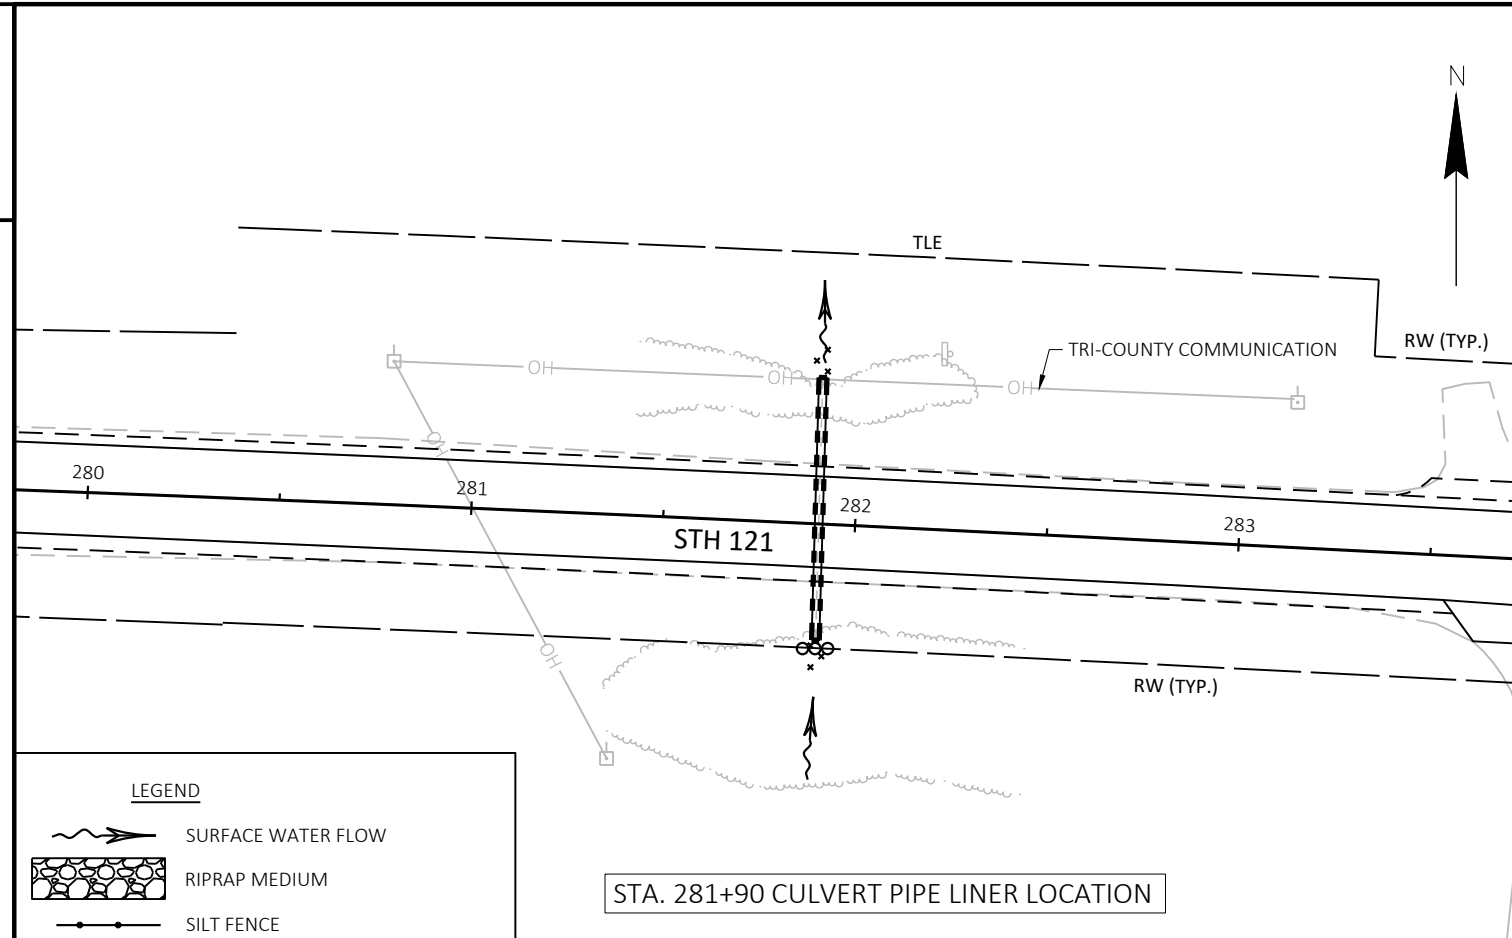 N
TLE
RW (TYP.)
TRI-COUNTY COMMUNICATION
OH
OH
OH
OH
280
281
282
283
STH 121
OH
RW (TYP.)
LEGEND
SURFACE WATER FLOW
RIPRAP MEDIUM
SILT FENCE
STA. 281+90 CULVERT PIPE LINER LOCATION